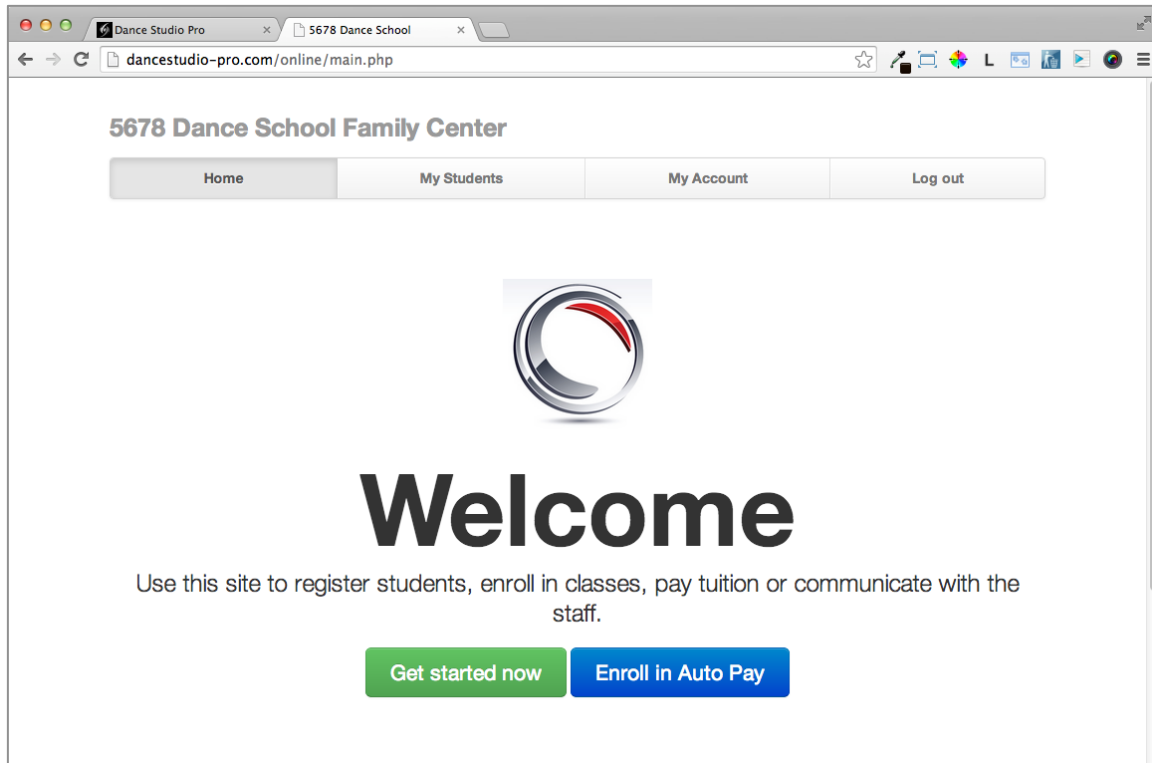 Dance Studio Pro
5678 Dance School
dancestudio-pro.com/online/main.php
L
5678 Dance School Family Center
Home
My Students
My Account
Log out
Welcome
Use this site to register students, enroll in classes, pay tuition or communicate with the
staff.
Get started now
Enroll in Auto Pay